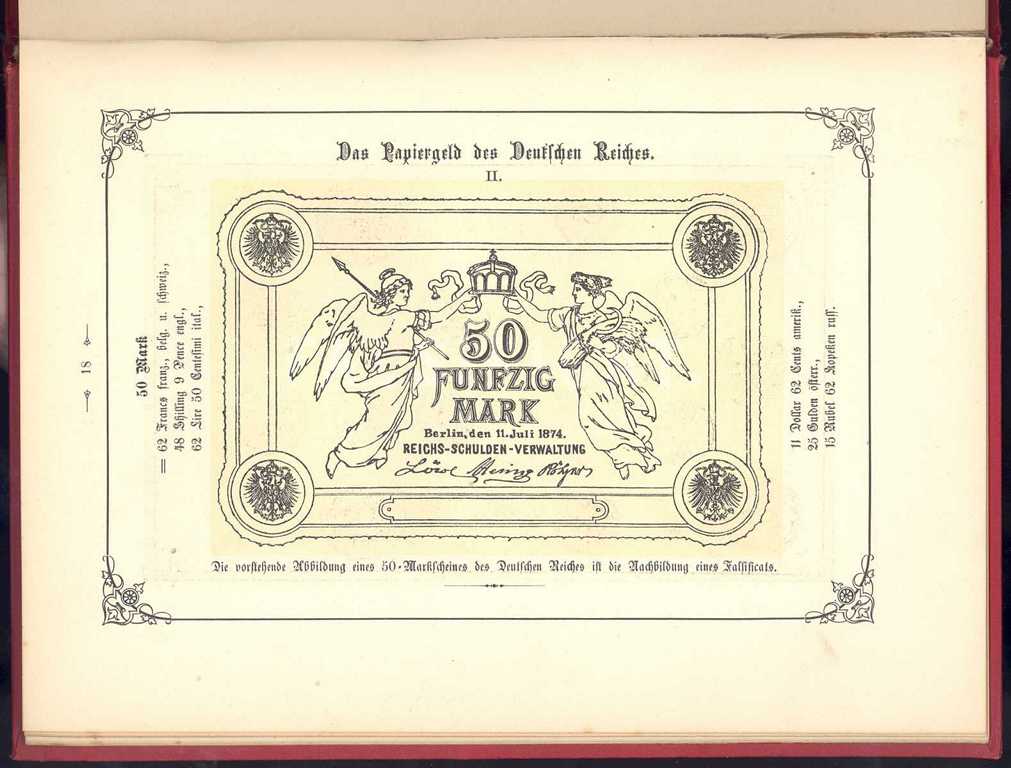 Das Papiergeld des Deutschen Reiches.
II.
— 18 —
50 Mark
= 62 Francs franz., belg. u. schweiz.,
48 Shilling 9 Pence engl.,
62 Lire 50 Centesimi ital.,
50
FUNFZIG
MARK
Berlin, den 11. Juli 1874.
REICHS-SCHULDEN-VERWALTUNG
Löwe Hering Rötger
11 Dollar 62 Cents amerik.,
25 Gulden österr.,
15 Rubel 62 Kopeken russ.
Die vorstehende Abbildung eines 50-Markscheines des Deutschen Reiches ist die Nachbildung eines Falsificats.